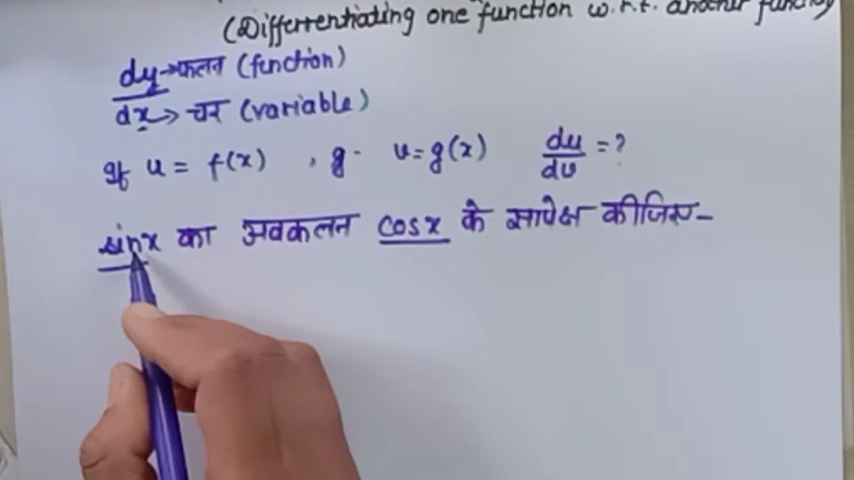 (Differentiating one function w.r.t. another function)
dy→फलन (function)
dx→ चर (variable)
If u = f(x) , g- v=g(x) du/dv =?
sinx का अवकलन cosx के सापेक्ष कीजिए-